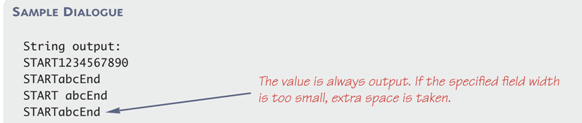 SAMPLE DIALOGUE
String output:
START1234567890
STARTabcEnd
START abcEnd
STARTabcEnd
The value is always output. If the specified field width
is too small, extra space is taken.